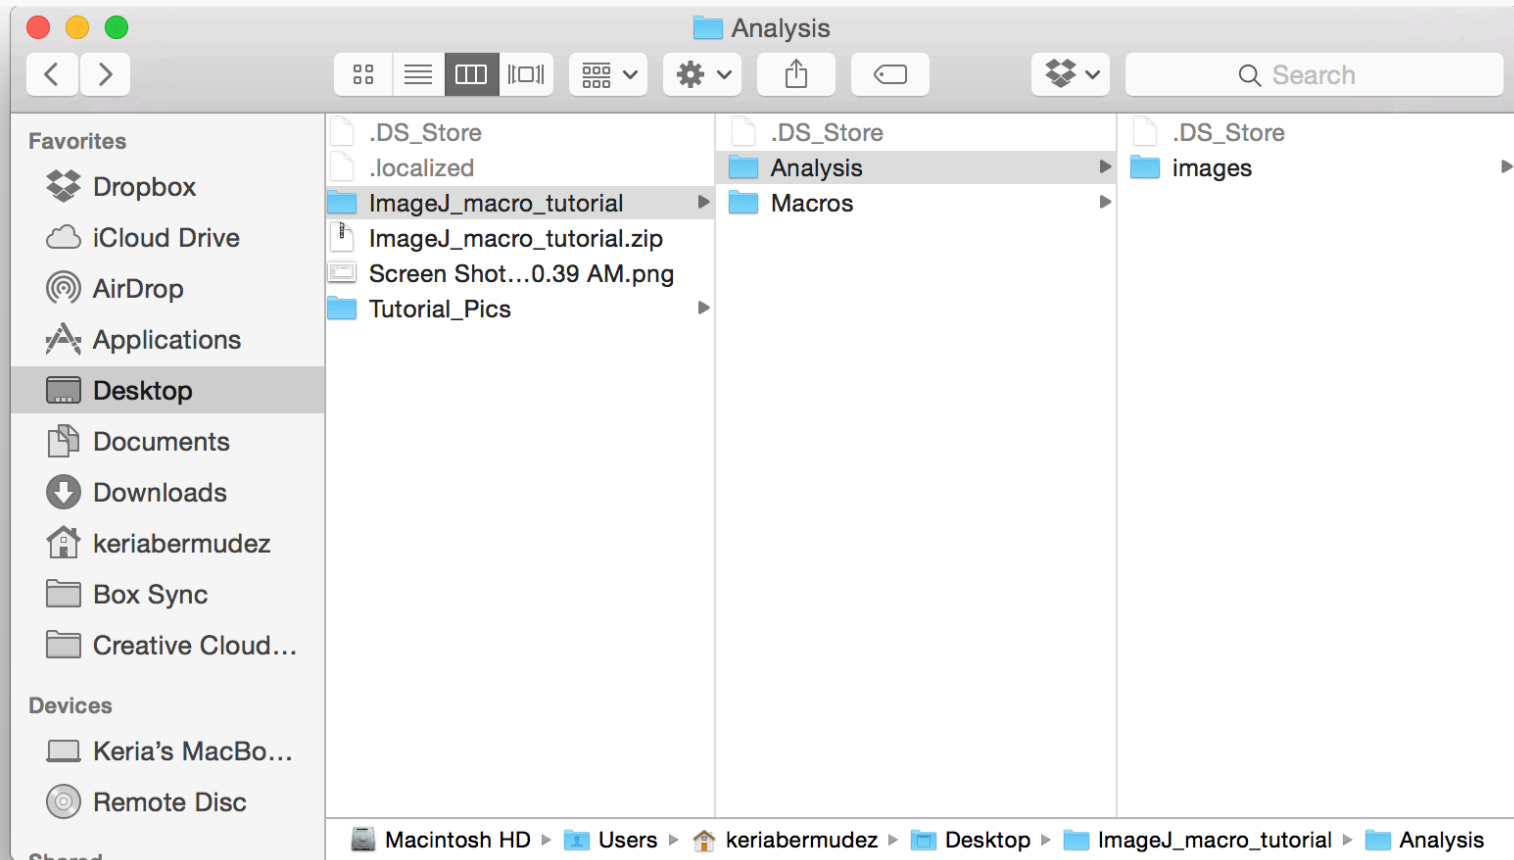 Analysis
Search
Favorites
Dropbox
iCloud Drive
AirDrop
Applications
Desktop
Documents
Downloads
keriabermudez
Box Sync
Creative Cloud...
Devices
Keria's MacBo...
Remote Disc
Shared
.DS_Store
.localized
ImageJ_macro_tutorial
ImageJ_macro_tutorial.zip
Screen Shot...0.39 AM.png
Tutorial_Pics
.DS_Store
Analysis
Macros
.DS_Store
images
Macintosh HD Users keriabermudez Desktop ImageJ_macro_tutorial Analysis